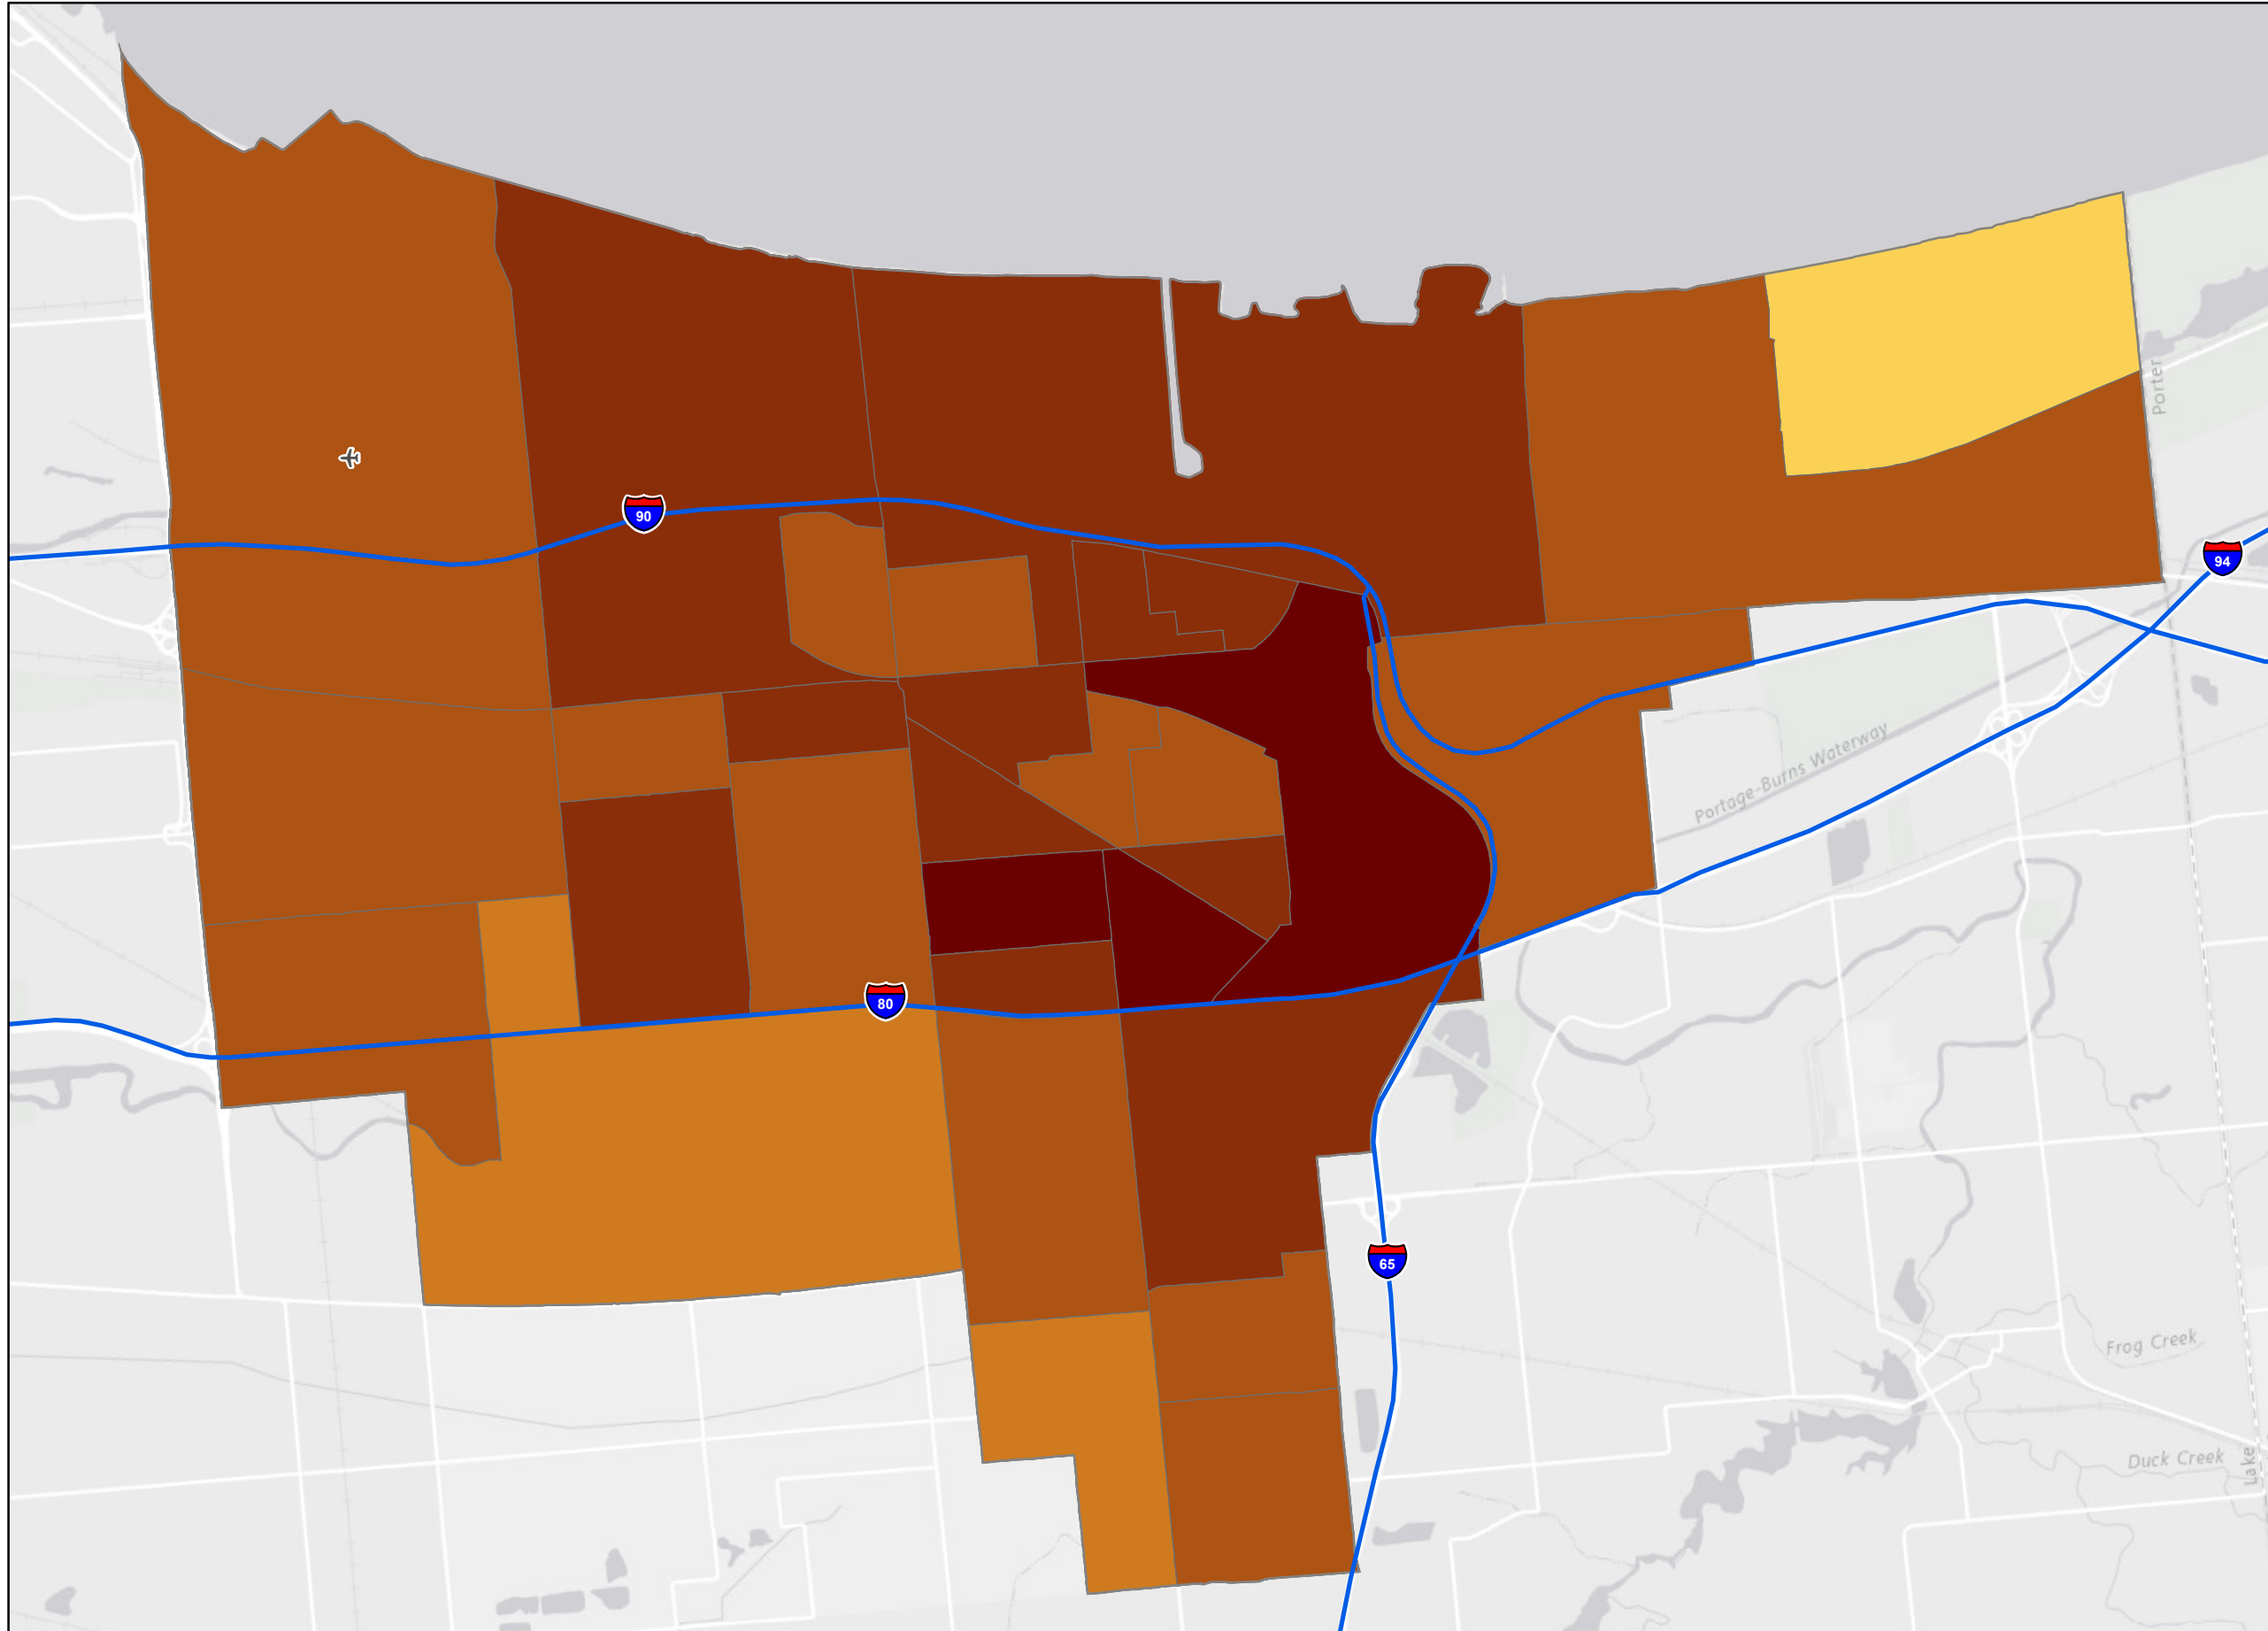 90
94
Porter
Portage-Burns Waterway
80
65
Frog Creek
Duck Creek
Lake